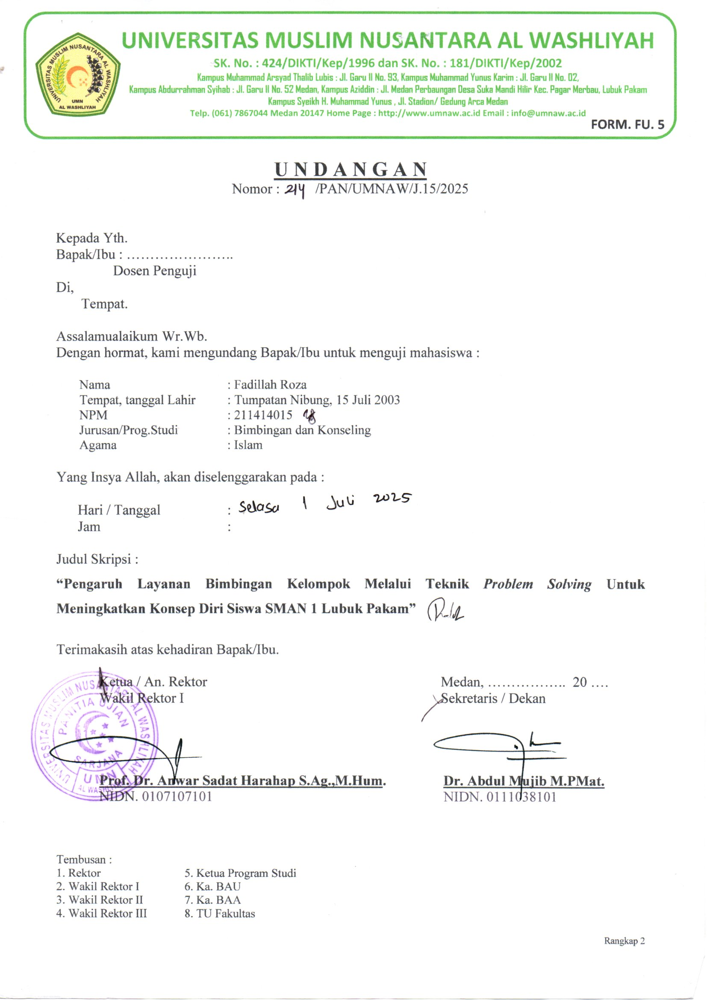 UNIVERSITAS MUSLIM NUSANTARA AL WASHLIYAH
SK. No. : 424/DIKTI/Kep/1996 dan SK. No. : 181/DIKTI/Kep/2002
Kampus Muhammad Arsyad Thalib Lubis : Jl. Garu II No. 93, Kampus Muhammad Yunus Karim : Jl. Garu II No. 02,
Kampus Abdurrahman Syihab : Jl. Garu II No. 52 Medan, Kampus Aziddin : Jl. Medan Perbaungan Desa Suka Mandi Hilir Kec. Pagar Merbau, Lubuk Pakam
Kampus Syeikh H. Muhammad Yunus , Jl. Stadion/ Gedung Arca Medan
Telp. (061) 7867044 Medan 20147 Home Page : http://www.umnaw.ac.id Email : info@umnaw.ac.id
FORM. FU. 5
UNIVERSITAS MUSLIM NUSANTARA AL WASHLIYAH
UMN
AL WASHLIYAH
UNDANGAN
Nomor : 214 /PAN/UMNAW/J.15/2025
Kepada Yth.
Bapak/Ibu : …………………….
Dosen Penguji
Di,
Tempat.
Assalamualaikum Wr.Wb.
Dengan hormat, kami mengundang Bapak/Ibu untuk menguji mahasiswa :
Nama : Fadillah Roza
Tempat, tanggal Lahir : Tumpatan Nibung, 15 Juli 2003
NPM : 211414015
Jurusan/Prog.Studi : Bimbingan dan Konseling
Agama : Islam
Yang Insya Allah, akan diselenggarakan pada :
Hari / Tanggal : Selasa 1 Juli 2025
Jam :
Judul Skripsi :
“Pengaruh Layanan Bimbingan Kelompok Melalui Teknik Problem Solving Untuk
Meningkatkan Konsep Diri Siswa SMAN 1 Lubuk Pakam”
Terimakasih atas kehadiran Bapak/Ibu.
Ketua / An. Rektor
Wakil Rektor I
Medan, …………….. 20 ….
Sekretaris / Dekan
UNIVERSITAS MUSLIM NUSANTARA AL WASHLIYAH
PANITIA UJIAN
SARJANA
UMN
AL WASHLIYAH
Prof. Dr. Anwar Sadat Harahap S.Ag.,M.Hum.
NIDN. 0107107101
Dr. Abdul Mujib M.PMat.
NIDN. 0111038101
Tembusan :
1. Rektor
2. Wakil Rektor I
3. Wakil Rektor II
4. Wakil Rektor III
5. Ketua Program Studi
6. Ka. BAU
7. Ka. BAA
8. TU Fakultas
Rangkap 2